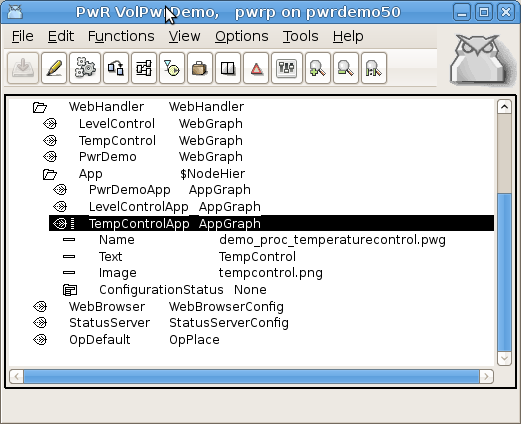 PwR VolPwrDemo, pwrp on pwrdemo50
File Edit Functions View Options Tools Help
WebHandler WebHandler
LevelControl WebGraph
TempControl WebGraph
PwrDemo WebGraph
App $NodeHier
PwrDemoApp AppGraph
LevelControlApp AppGraph
TempControlApp AppGraph
Name demo_proc_temperaturecontrol.pwg
Text TempControl
Image tempcontrol.png
ConfigurationStatus None
WebBrowser WebBrowserConfig
StatusServer StatusServerConfig
OpDefault OpPlace